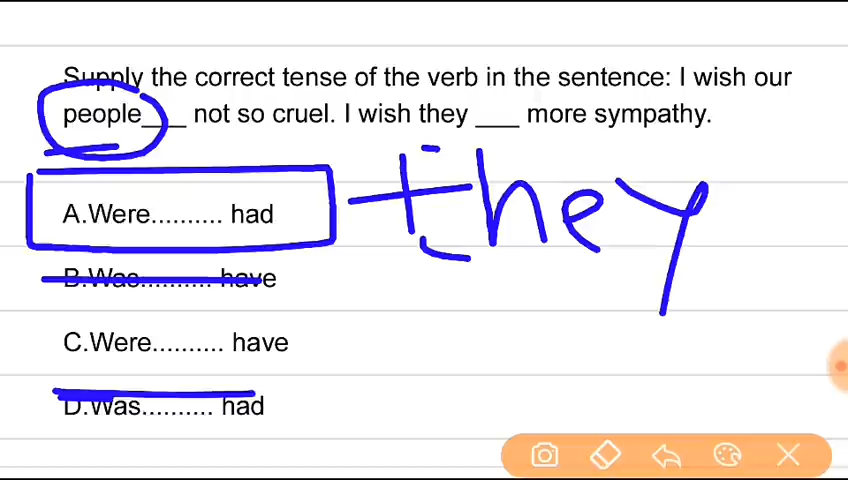 Supply the correct tense of the verb in the sentence: I wish our
people___ not so cruel. I wish they ___ more sympathy.
they
A.Were.......... had
B.Was.......... have
C.Were.......... have
D.Was.......... had